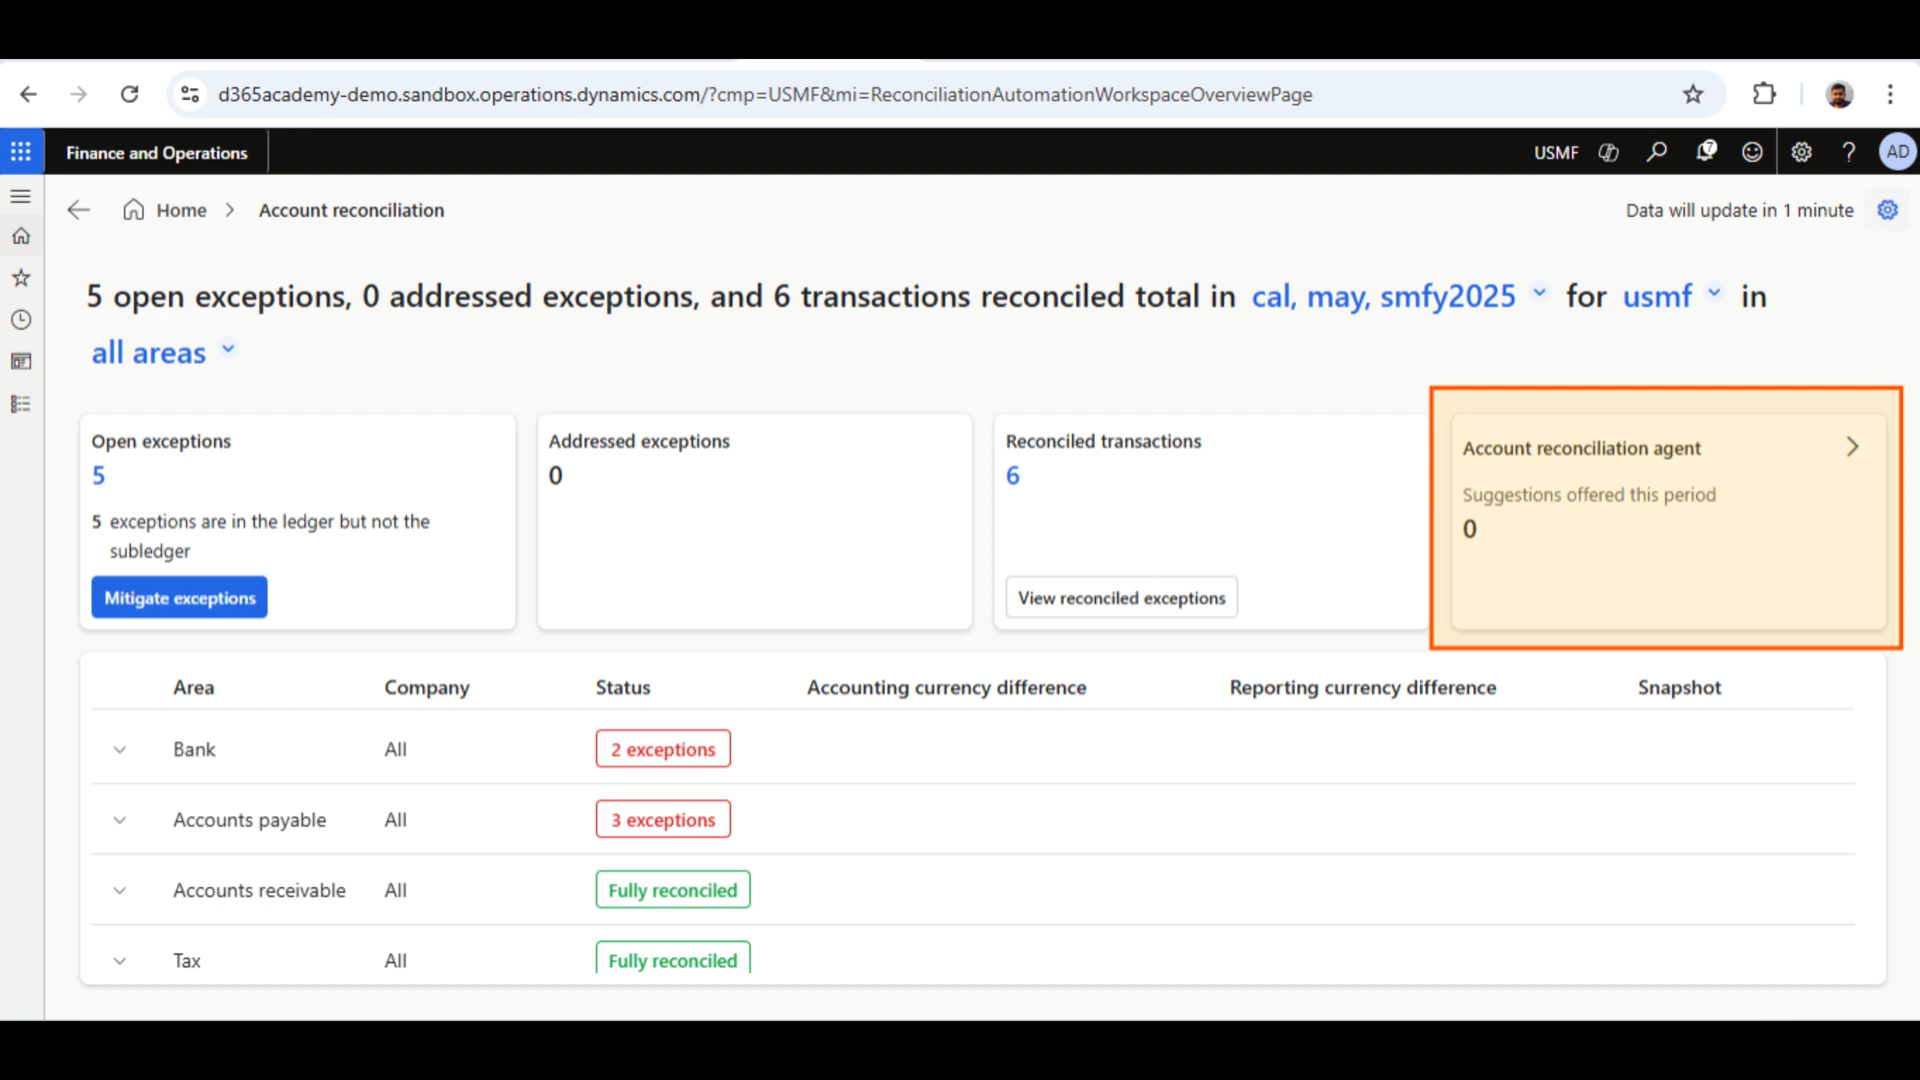 d365academy-demo.sandbox.operations.dynamics.com/?cmp=USMF&mi=ReconciliationAutomationWorkspaceOverviewPage
Finance and Operations
USMF
7
?
AD
Home > Account reconciliation
Data will update in 1 minute
5 open exceptions, 0 addressed exceptions, and 6 transactions reconciled total in cal, may, smfy2025 for usmf in
all areas
Open exceptions
5
5 exceptions are in the ledger but not the
subledger
Mitigate exceptions
Addressed exceptions
0
Reconciled transactions
6
View reconciled exceptions
Account reconciliation agent
Suggestions offered this period
0
Area Company Status Accounting currency difference Reporting currency difference Snapshot
Bank All 2 exceptions
Accounts payable All 3 exceptions
Accounts receivable All Fully reconciled
Tax All Fully reconciled